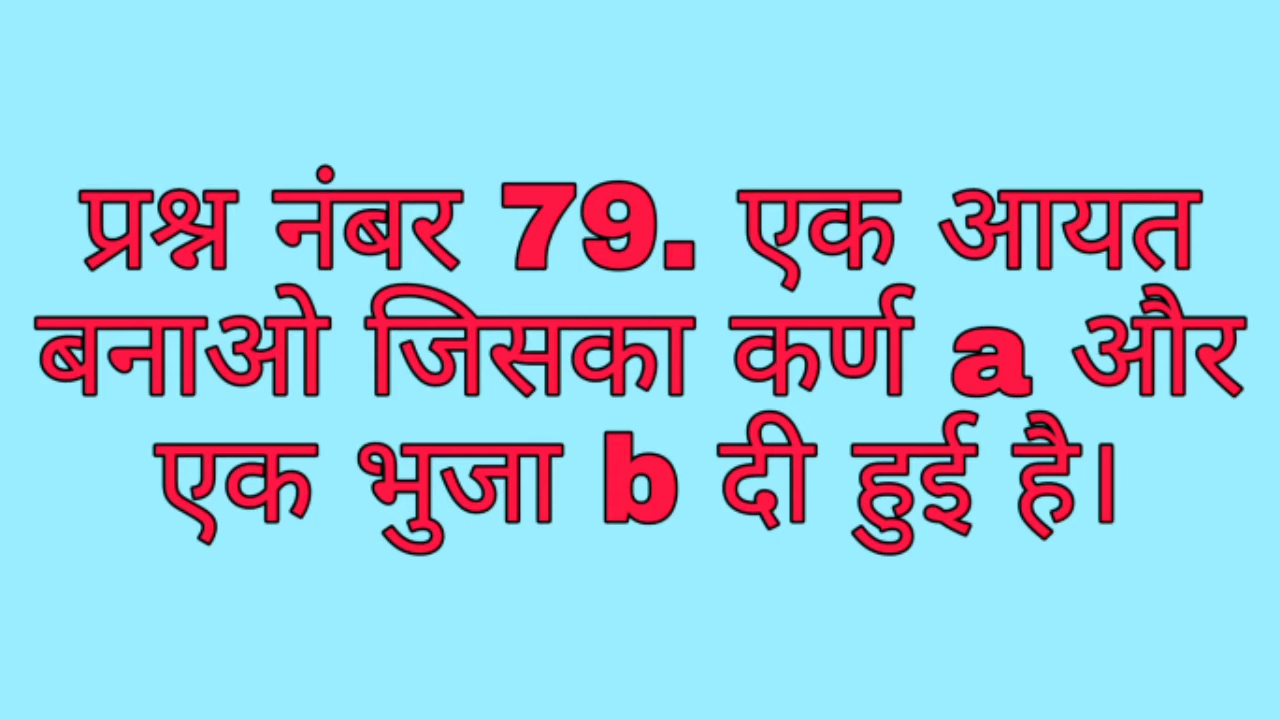 प्रश्न नंबर 79. एक आयत
बनाओ जिसका कर्ण a और
एक भुजा b दी हुई है।